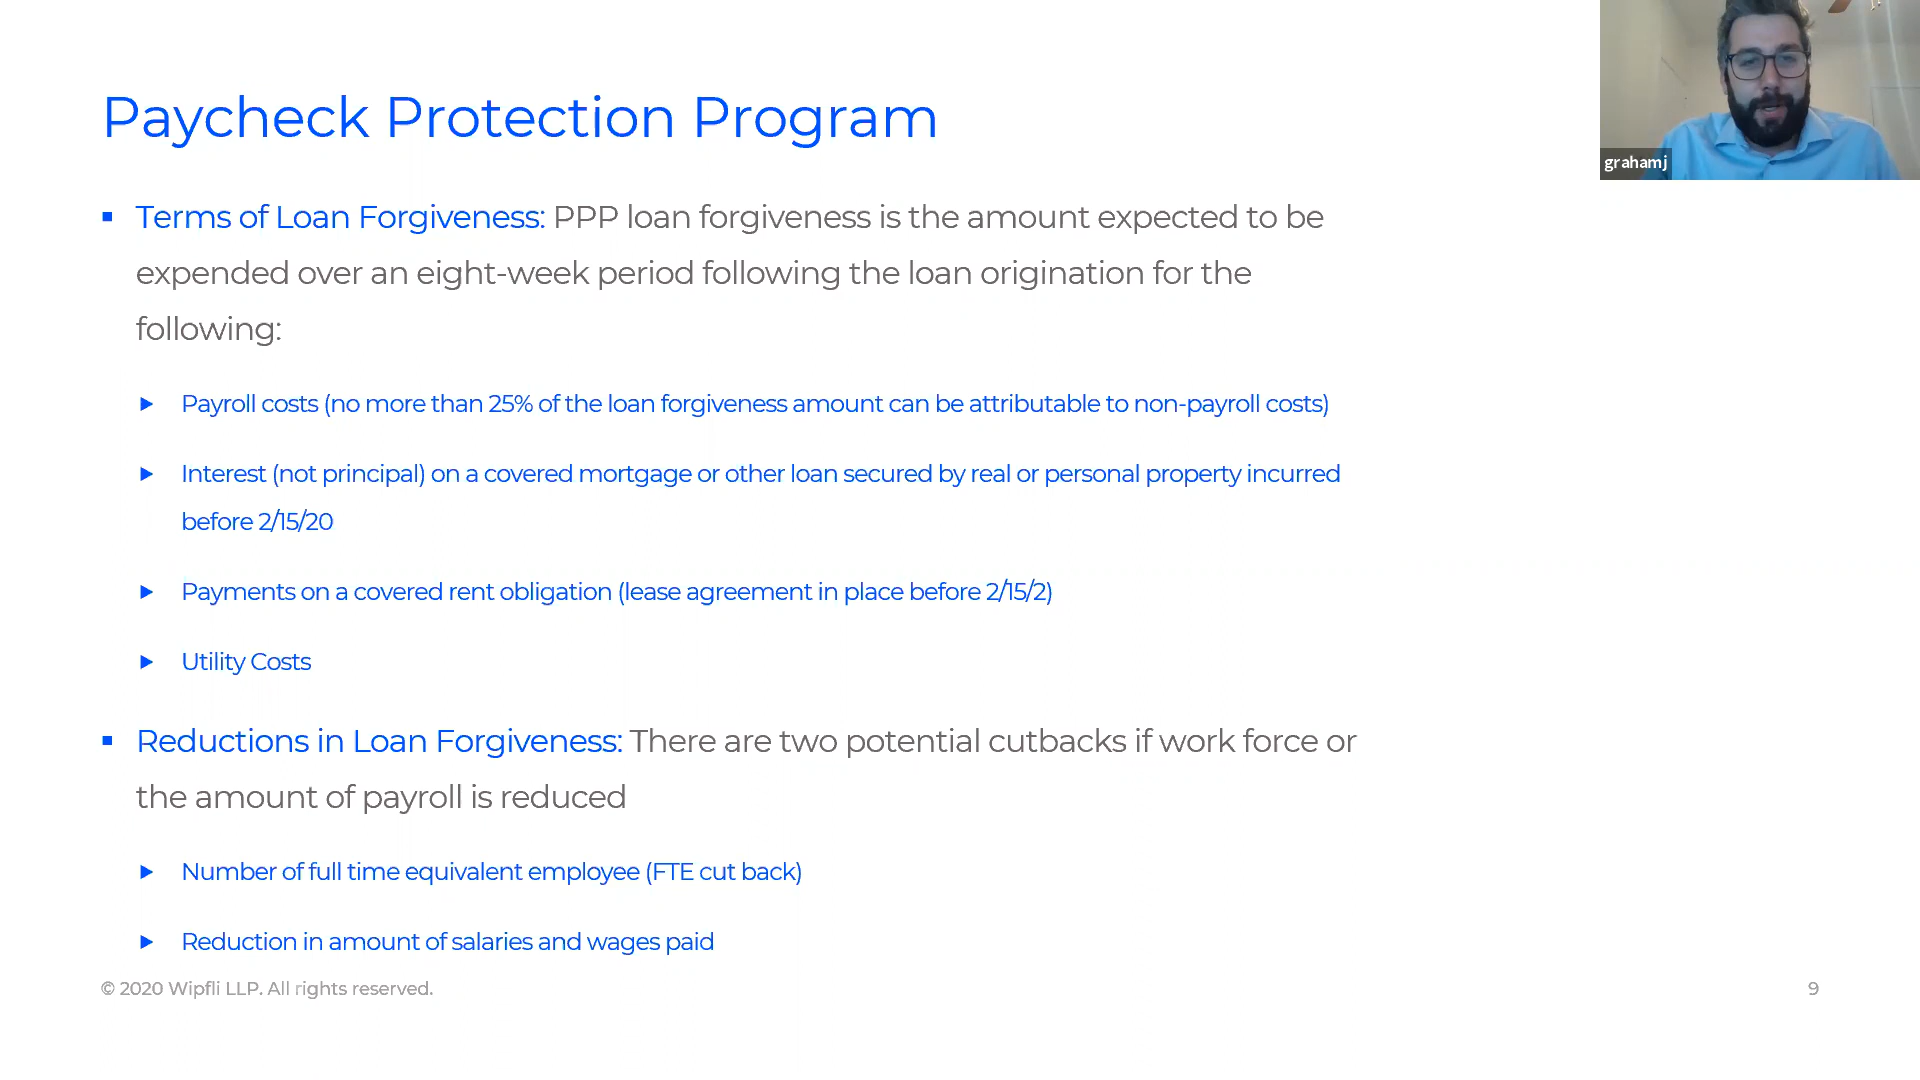 Paycheck Protection Program
grahamj
Terms of Loan Forgiveness: PPP loan forgiveness is the amount expected to be
expended over an eight-week period following the loan origination for the
following:
Payroll costs (no more than 25% of the loan forgiveness amount can be attributable to non-payroll costs)
Interest (not principal) on a covered mortgage or other loan secured by real or personal property incurred
before 2/15/20
Payments on a covered rent obligation (lease agreement in place before 2/15/2)
Utility Costs
Reductions in Loan Forgiveness: There are two potential cutbacks if work force or
the amount of payroll is reduced
Number of full time equivalent employee (FTE cut back)
Reduction in amount of salaries and wages paid
© 2020 Wipfli LLP. All rights reserved.
9